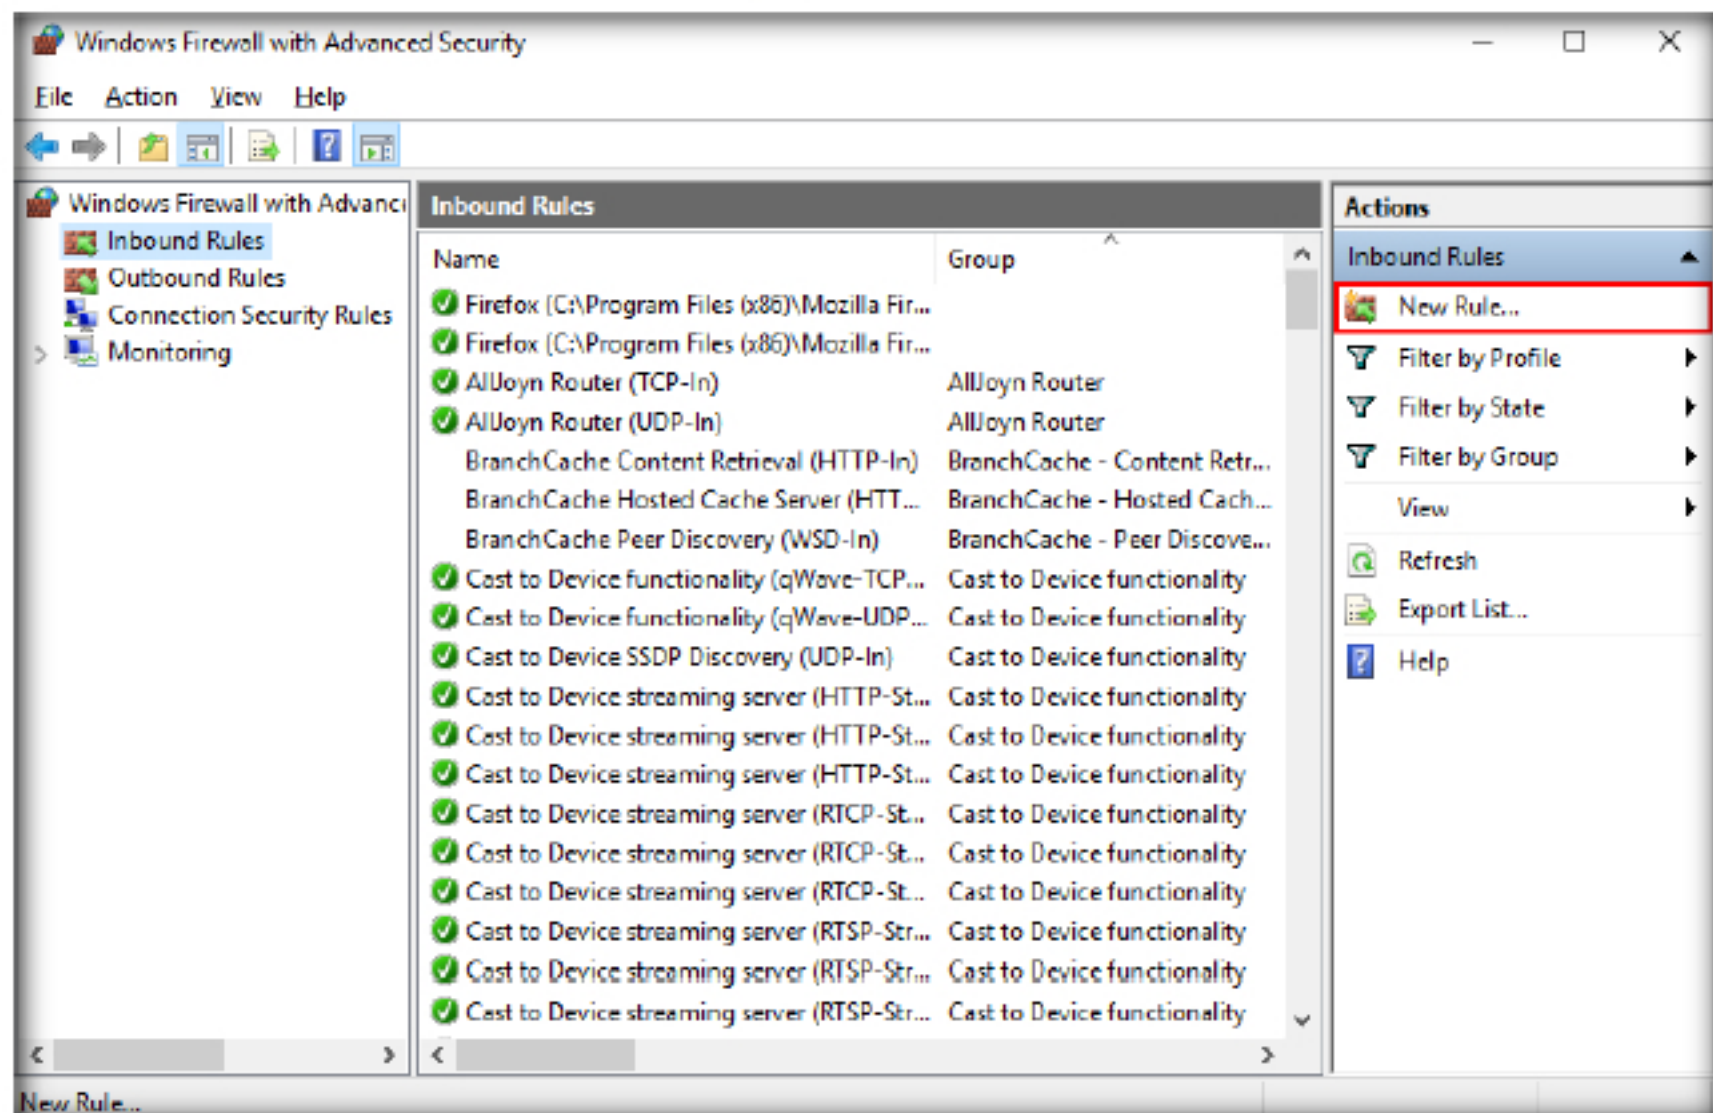 Windows Firewall with Advanced Security
File Action View Help
Windows Firewall with Advanc
Inbound Rules
Outbound Rules
Connection Security Rules
Monitoring
Inbound Rules
Name Group
Firefox (C:\Program Files (x86)\Mozilla Fir...
Firefox (C:\Program Files (x86)\Mozilla Fir...
AllJoyn Router (TCP-In) AllJoyn Router
AllJoyn Router (UDP-In) AllJoyn Router
BranchCache Content Retrieval (HTTP-In) BranchCache - Content Retr...
BranchCache Hosted Cache Server (HTT... BranchCache - Hosted Cach...
BranchCache Peer Discovery (WSD-In) BranchCache - Peer Discove...
Cast to Device functionality (qWave-TCP... Cast to Device functionality
Cast to Device functionality (qWave-UDP... Cast to Device functionality
Cast to Device SSDP Discovery (UDP-In) Cast to Device functionality
Cast to Device streaming server (HTTP-St... Cast to Device functionality
Cast to Device streaming server (HTTP-St... Cast to Device functionality
Cast to Device streaming server (HTTP-St... Cast to Device functionality
Cast to Device streaming server (RTCP-St... Cast to Device functionality
Cast to Device streaming server (RTCP-St... Cast to Device functionality
Cast to Device streaming server (RTCP-St... Cast to Device functionality
Cast to Device streaming server (RTSP-Str... Cast to Device functionality
Cast to Device streaming server (RTSP-Str... Cast to Device functionality
Cast to Device streaming server (RTSP-Str... Cast to Device functionality
Actions
Inbound Rules
New Rule...
Filter by Profile
Filter by State
Filter by Group
View
Refresh
Export List...
Help
New Rule...